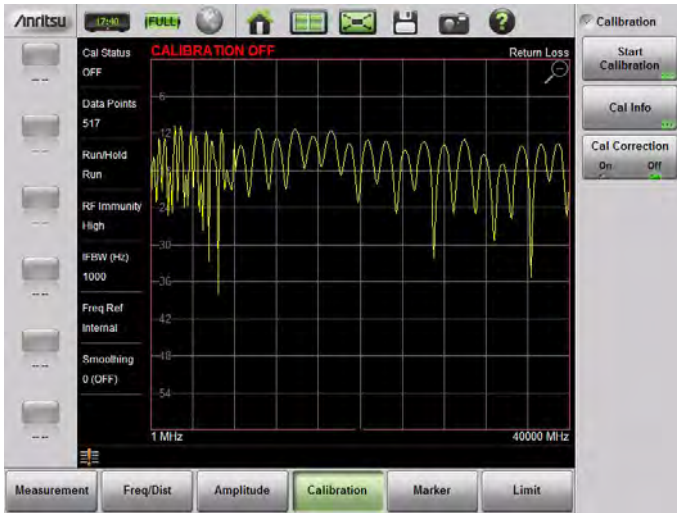 Anritsu 17:40 (FULL) ? Calibration
Cal Status
OFF
CALIBRATION OFF
Return Loss
Start
Calibration
Cal Info
Cal Correction
On Off
Data Points
517
Run/Hold
Run
RF Immunity
High
IFBW (Hz)
1000
Freq Ref
Internal
Smoothing
0 (OFF)
-6
-12
-24
-30
-36
-42
-48
-54
1 MHz 40000 MHz
-- --
-- --
-- --
-- --
-- --
-- --
Measurement Freq/Dist Amplitude Calibration Marker Limit